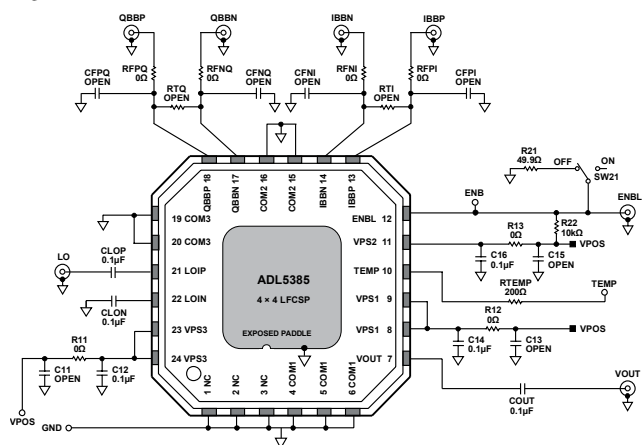 QBBP
QBBN
IBBN
IBBP
CFPQ
OPEN
RFPQ
0Ω
RTQ
OPEN
RFNQ
0Ω
CFNQ
OPEN
CFNI
OPEN
RFNI
0Ω
RTI
OPEN
RFPI
0Ω
CFPI
OPEN
R21
49.9Ω
OFF
ON
SW21
QBBP 18
QBBN 17
COM2 16
COM2 15
IBBN 14
IBBP 13
ENB
ENBL
19 COM3
ENBL 12
R13
0Ω
R22
10kΩ
20 COM3
VPS2 11
VPOS
LO
CLOP
0.1µF
C16
0.1µF
C15
OPEN
21 LOIP
ADL5385
4 × 4 LFCSP
TEMP 10
RTEMP
200Ω
TEMP
22 LOIN
VPS1 9
CLON
0.1µF
R12
0Ω
23 VPS3
EXPOSED PADDLE
VPS1 8
VPOS
R11
0Ω
C14
0.1µF
C13
OPEN
24 VPS3
VOUT 7
C11
OPEN
C12
0.1µF
VOUT
1 NC
2 NC
3 NC
4 COM1
5 COM1
6 COM1
COUT
0.1µF
VPOS
GND